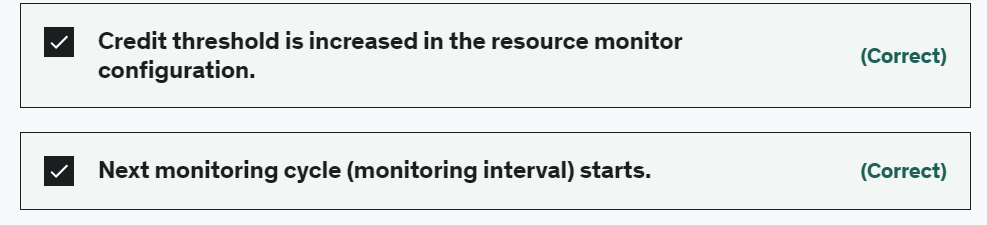 Credit threshold is increased in the resource monitor
configuration.
(Correct)
Next monitoring cycle (monitoring interval) starts.
(Correct)